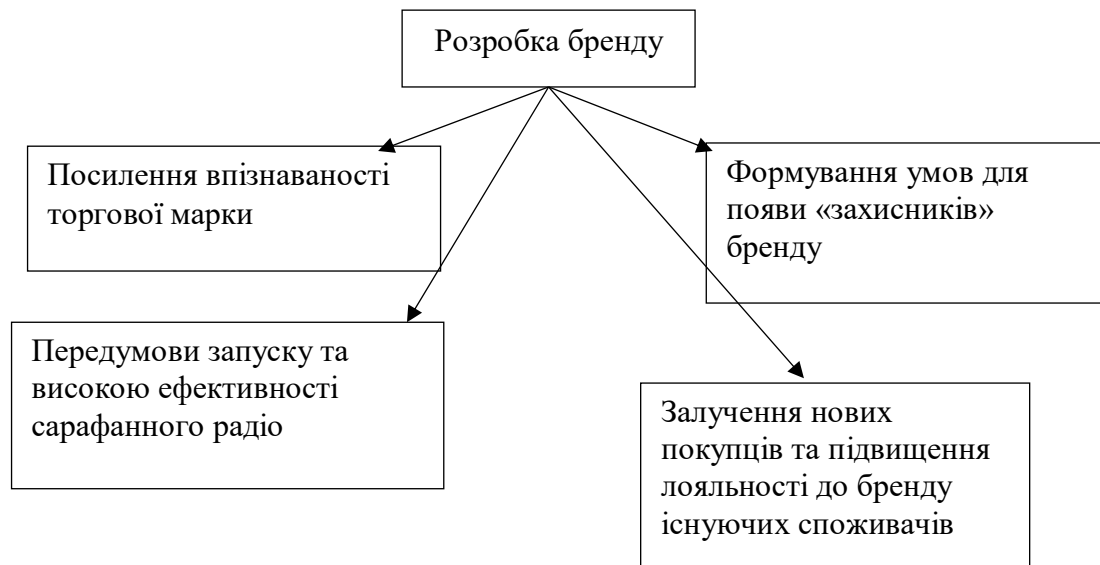 Розробка бренду
Посилення впізнаваності
торгової марки
Формування умов для
появи «захисників»
бренду
Передумови запуску та
високою ефективності
сарафанного радіо
Залучення нових
покупців та підвищення
лояльності до бренду
існуючих споживачів